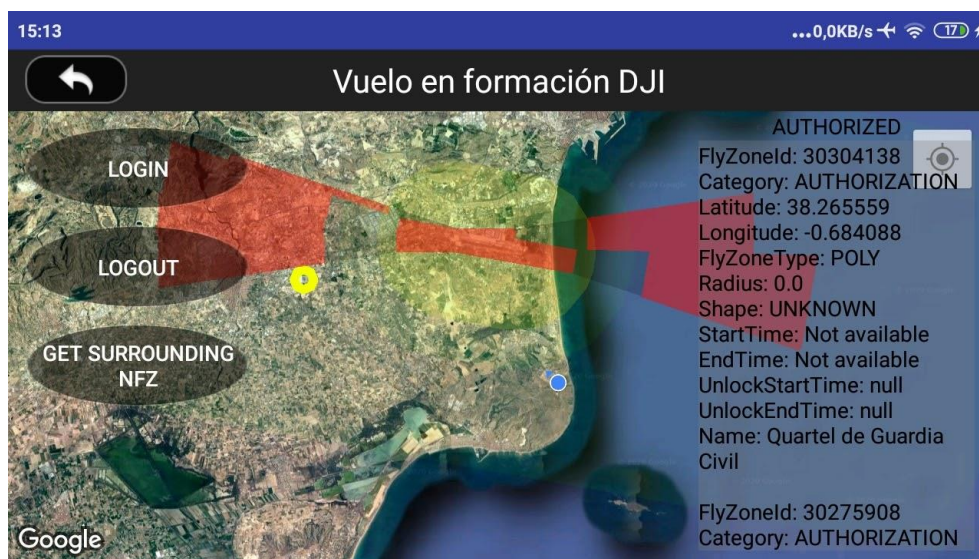 15:13
...0,0KB/s
17
Vuelo en formación DJI
LOGIN
LOGOUT
GET SURROUNDING
NFZ
Google
AUTHORIZED
FlyZoneId: 30304138
Category: AUTHORIZATION
Latitude: 38.265559
Longitude: -0.684088
FlyZoneType: POLY
Radius: 0.0
Shape: UNKNOWN
StartTime: Not available
EndTime: Not available
UnlockStartTime: null
UnlockEndTime: null
Name: Quartel de Guardia
Civil
FlyZoneId: 30275908
Category: AUTHORIZATION